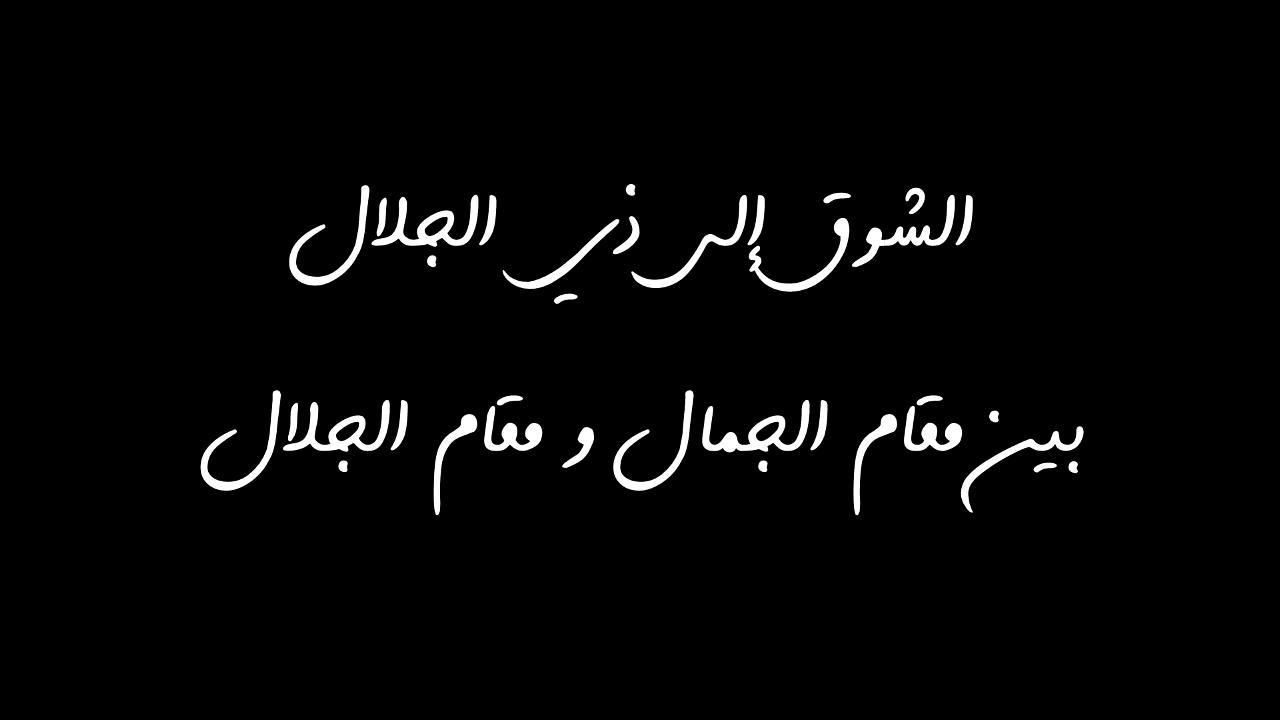 الشوق إلى ذي الجلال
بين مقام الجمال و مقام الجلال